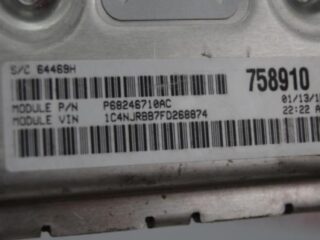 S/C 64469H
758910
MODULE P/N P68246710AC
MODULE VIN 1C4NJRBB7FD268874
01/13/1
22:22 A